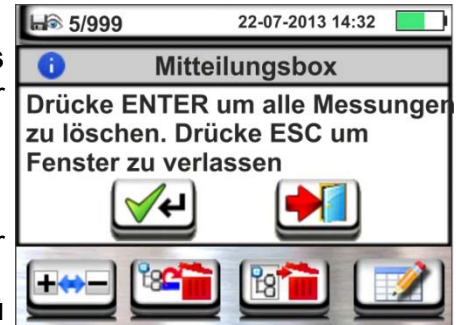 5/999 22-07-2013 14:32
Mitteilungsbox
Drücke ENTER um alle Messungen
zu löschen. Drücke ESC um
Fenster zu verlassen